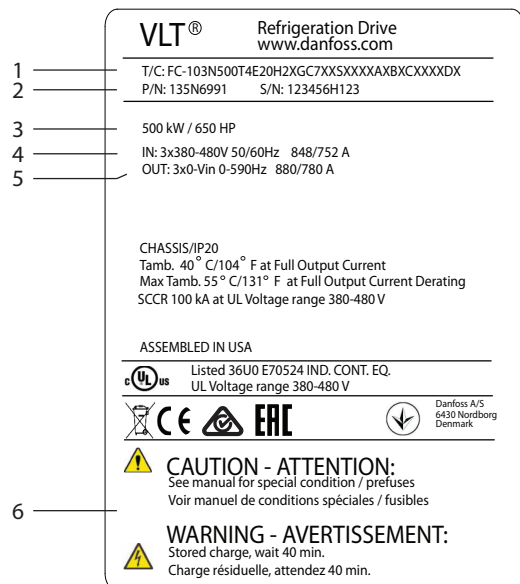 VLT® Refrigeration Drive
www.danfoss.com
1 T/C: FC-103N500T4E20H2XGC7XXSXXXXAXBXCXXXXDX
2 P/N: 135N6991 S/N: 123456H123
3 500 kW / 650 HP
4 IN: 3x380-480V 50/60Hz 848/752 A
5 OUT: 3x0-Vin 0-590Hz 880/780 A
CHASSIS/IP20
Tamb. 40° C/104° F at Full Output Current
Max Tamb. 55° C/131° F at Full Output Current Derating
SCCR 100 kA at UL Voltage range 380-480 V
ASSEMBLED IN USA
c UL us Listed 36U0 E70524 IND. CONT. EQ.
UL Voltage range 380-480 V
CE EAC
Danfoss A/S
6430 Nordborg
Denmark
CAUTION - ATTENTION:
See manual for special condition / prefuses
Voir manuel de conditions spéciales / fusibles
6
WARNING - AVERTISSEMENT:
Stored charge, wait 40 min.
Charge résiduelle, attendez 40 min.